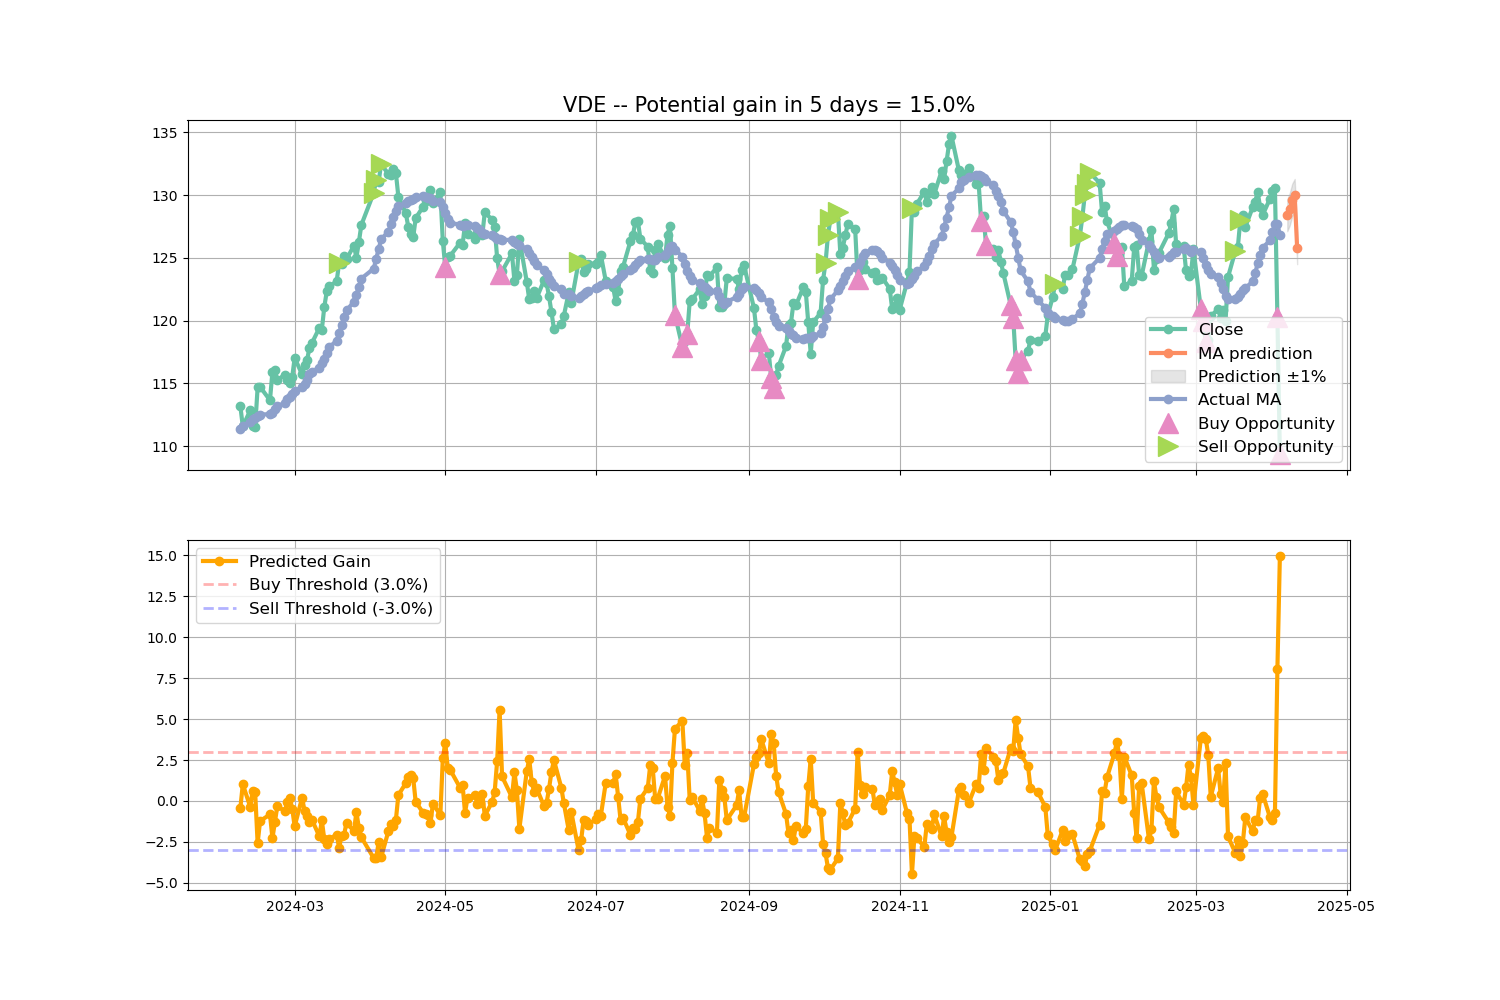 VDE -- Potential gain in 5 days = 15.0%
135
130
125
120
115
110
Close
MA prediction
Prediction ±1%
Actual MA
Buy Opportunity
Sell Opportunity
15.0
12.5
10.0
7.5
5.0
2.5
0.0
−2.5
−5.0
Predicted Gain
Buy Threshold (3.0%)
Sell Threshold (-3.0%)
2024-03 2024-05 2024-07 2024-09 2024-11 2025-01 2025-03 2025-05